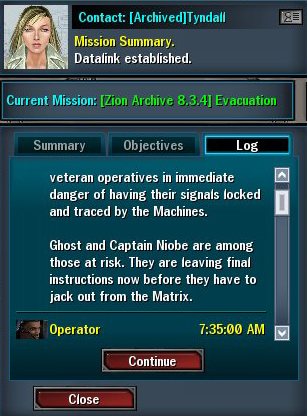 Contact: [Archived]Tyndall
Mission Summary.
Datalink established.
Current Mission: [Zion Archive 8.3.4] Evacuation
Summary
Objectives
Log
veteran operatives in immediate
danger of having their signals locked
and traced by the Machines.
Ghost and Captain Niobe are among
those at risk. They are leaving final
instructions now before they have to
jack out from the Matrix.
Operator 7:35:00 AM
Continue
Close